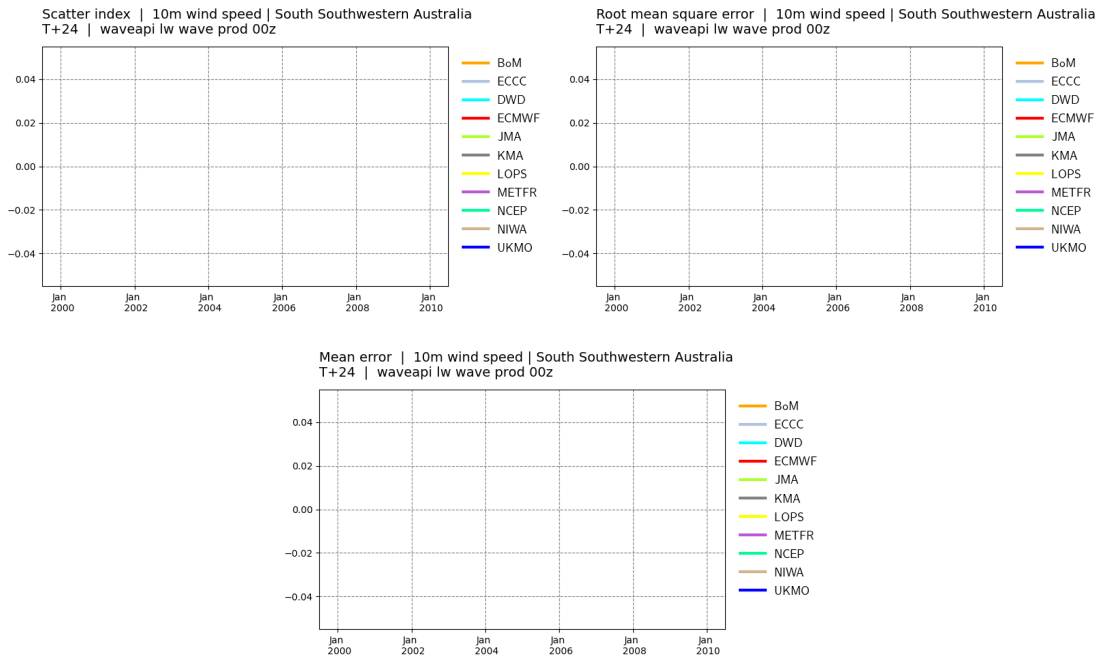 Scatter index | 10m wind speed | South Southwestern Australia
T+24 | waveapi lw wave prod 00z
0.04
0.02
0.00
−0.02
−0.04
Jan
2000
Jan
2002
Jan
2004
Jan
2006
Jan
2008
Jan
2010
BoM
ECCC
DWD
ECMWF
JMA
KMA
LOPS
METFR
NCEP
NIWA
UKMO
Root mean square error | 10m wind speed | South Southwestern Australia
T+24 | waveapi lw wave prod 00z
0.04
0.02
0.00
−0.02
−0.04
Jan
2000
Jan
2002
Jan
2004
Jan
2006
Jan
2008
Jan
2010
BoM
ECCC
DWD
ECMWF
JMA
KMA
LOPS
METFR
NCEP
NIWA
UKMO
Mean error | 10m wind speed | South Southwestern Australia
T+24 | waveapi lw wave prod 00z
0.04
0.02
0.00
−0.02
−0.04
Jan
2000
Jan
2002
Jan
2004
Jan
2006
Jan
2008
Jan
2010
BoM
ECCC
DWD
ECMWF
JMA
KMA
LOPS
METFR
NCEP
NIWA
UKMO